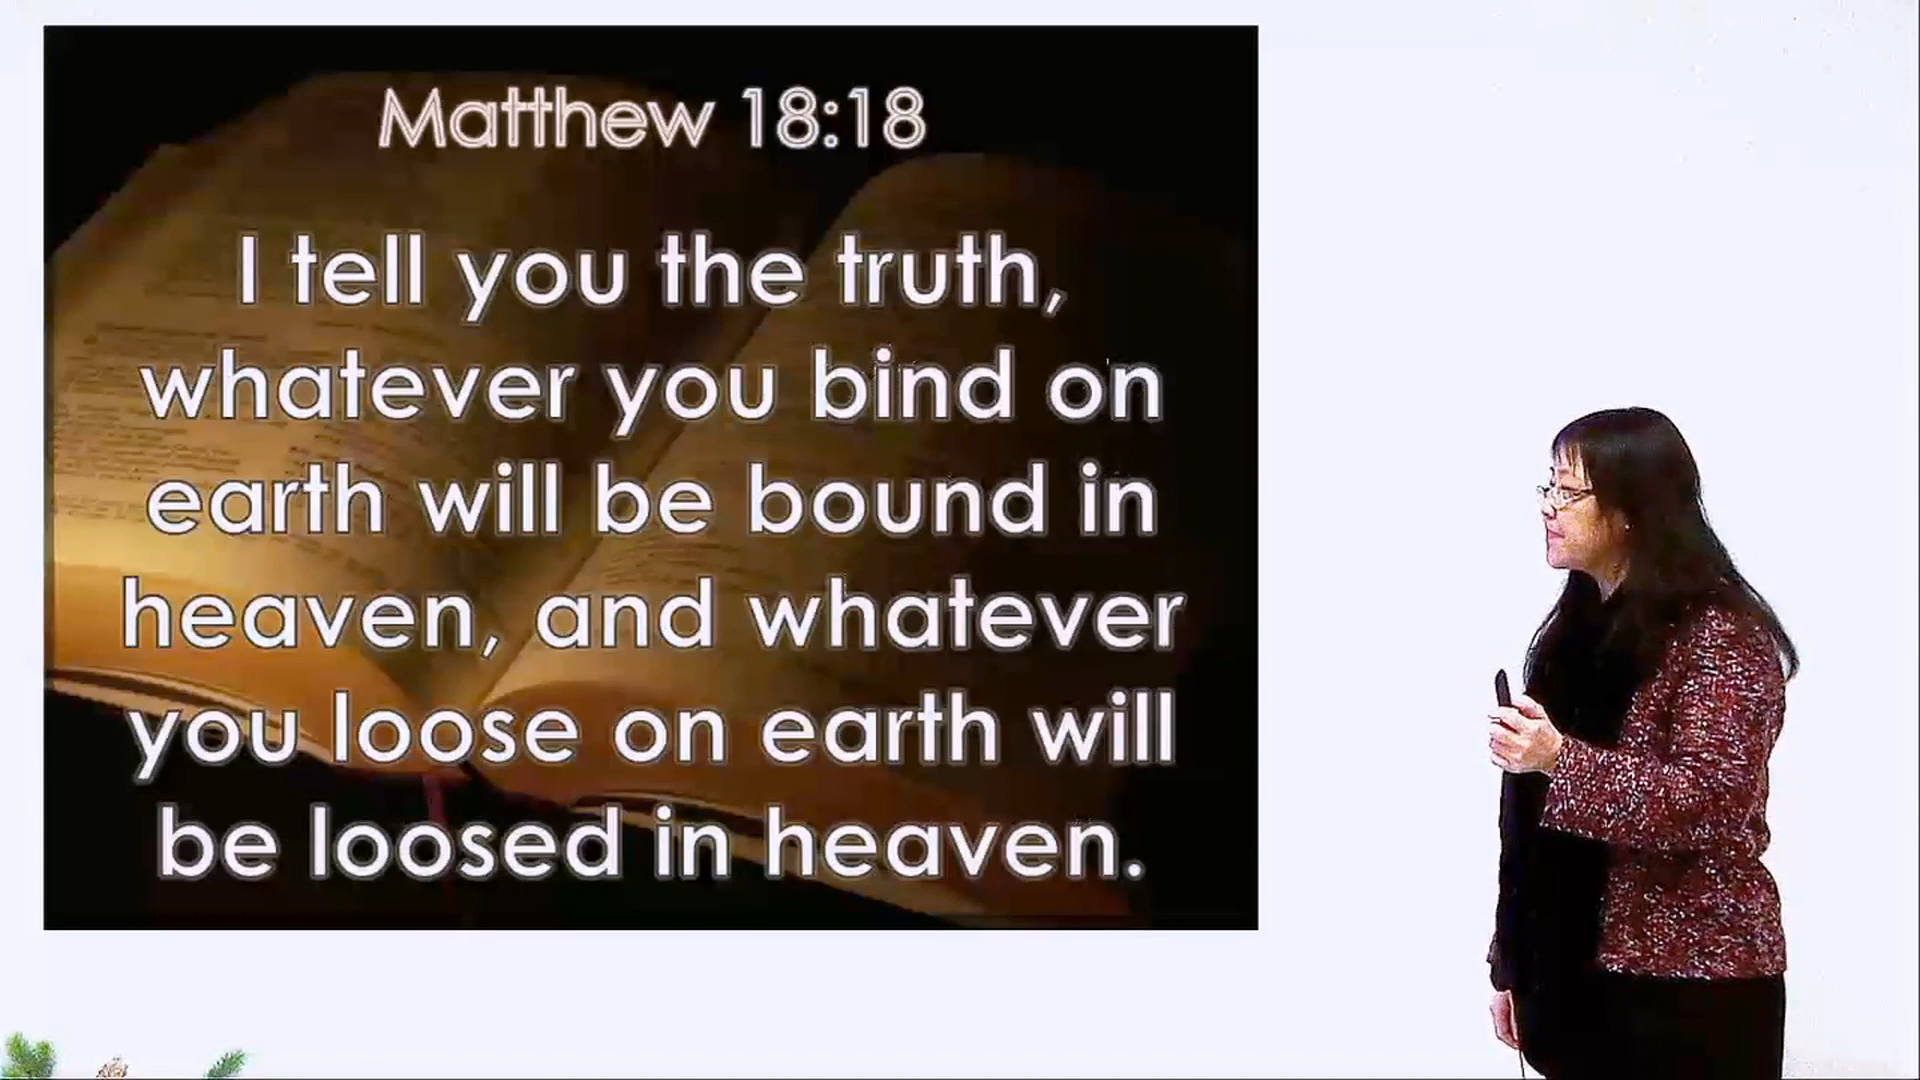 Matthew 18:18
I tell you the truth,
whatever you bind on
earth will be bound in
heaven, and whatever
you loose on earth will
be loosed in heaven.